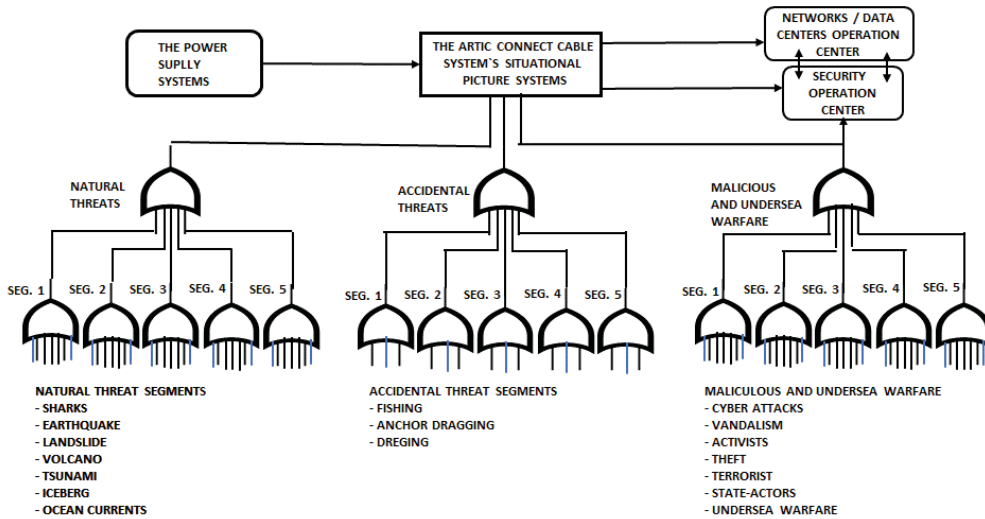 NETWORKS / DATA
CENTERS OPERATION
CENTER
THE POWER
SUPLLY
SYSTEMS
THE ARTIC CONNECT CABLE
SYSTEM`S SITUATIONAL
PICTURE SYSTEMS
SECURITY
OPERATION
CENTER
NATURAL
THREATS
ACCIDENTAL
THREATS
MALICIOUS
AND UNDERSEA
WARFARE
SEG. 1
SEG. 2
SEG. 3
SEG. 4
SEG. 5
SEG. 1
SEG. 2
SEG. 3
SEG. 4
SEG. 5
SEG. 1
SEG. 2
SEG. 3
SEG. 4
SEG. 5
NATURAL THREAT SEGMENTS
- SHARKS
- EARTHQUAKE
- LANDSLIDE
- VOLCANO
- TSUNAMI
- ICEBERG
- OCEAN CURRENTS
ACCIDENTAL THREAT SEGMENTS
- FISHING
- ANCHOR DRAGGING
- DREGING
MALICULOUS AND UNDERSEA WARFARE
- CYBER ATTACKS
- VANDALISM
- ACTIVISTS
- THEFT
- TERRORIST
- STATE-ACTORS
- UNDERSEA WARFARE